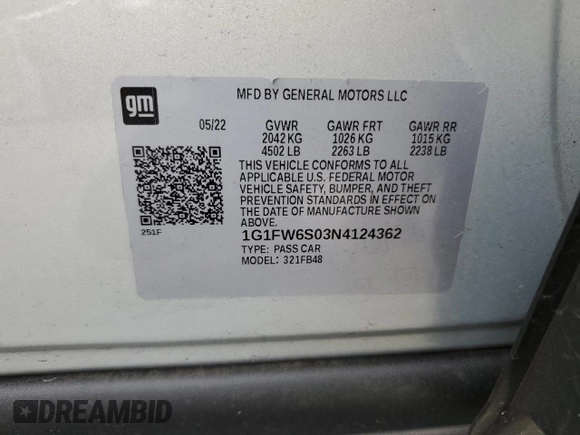 gm
MFD BY GENERAL MOTORS LLC
05/22 GVWR GAWR FRT GAWR RR
2042 KG 1026 KG 1015 KG
4502 LB 2263 LB 2238 LB
THIS VEHICLE CONFORMS TO ALL
APPLICABLE U.S. FEDERAL MOTOR
VEHICLE SAFETY, BUMPER, AND THEFT
PREVENTION STANDARDS IN EFFECT ON
THE DATE OF MANUFACTURE SHOWN
ABOVE.
251F
1G1FW6S03N4124362
TYPE: PASS CAR
MODEL: 321FB48
DREAMBID